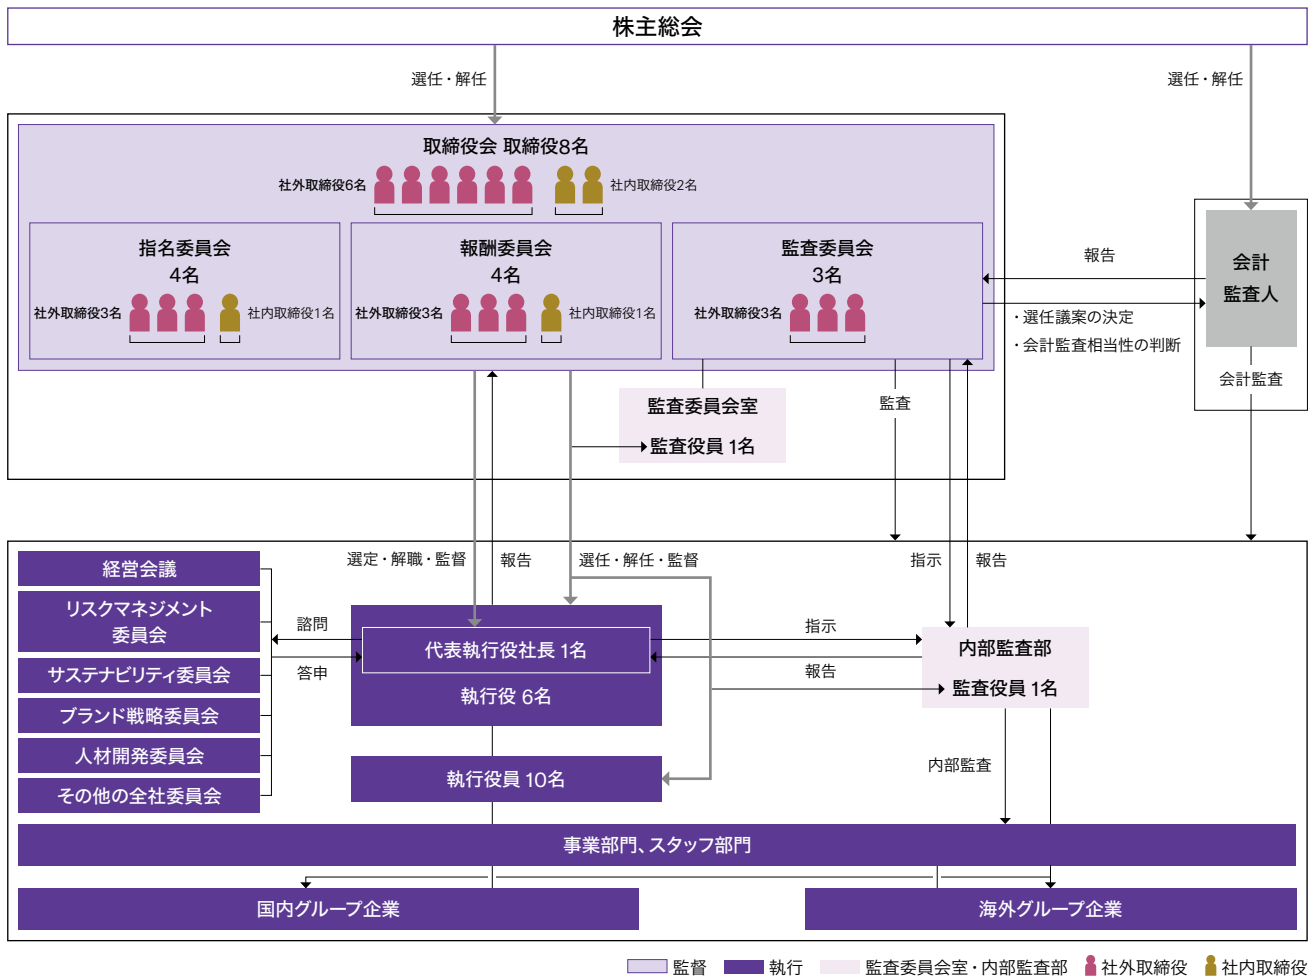 株主総会
選任・解任
選任・解任
取締役会 取締役8名
社外取締役6名
社内取締役2名
指名委員会
4名
社外取締役3名
社内取締役1名
報酬委員会
4名
社外取締役3名
社内取締役1名
監査委員会
3名
社外取締役3名
報告
・選任議案の決定
・会計監査相当性の判断
会計
監査人
会計監査
監査委員会室
監査役員 1名
監査
選定・解職・監督
報告
選任・解任・監督
指示
報告
経営会議
リスクマネジメント
委員会
サステナビリティ委員会
ブランド戦略委員会
人材開発委員会
その他の全社委員会
諮問
答申
代表執行役社長 1名
執行役 6名
執行役員 10名
指示
報告
内部監査部
監査役員 1名
内部監査
事業部門、スタッフ部門
国内グループ企業
海外グループ企業
監督
執行
監査委員会室・内部監査部
社外取締役
社内取締役